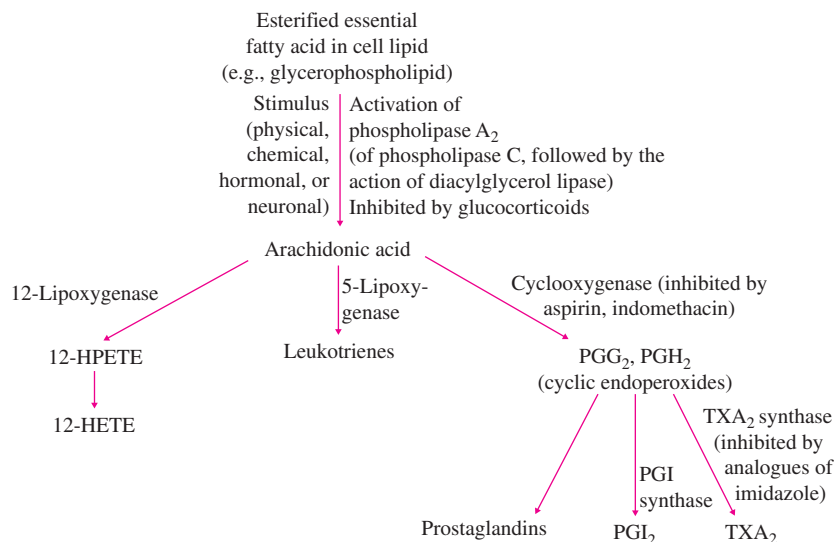 Esterified essential
fatty acid in cell lipid
(e.g., glycerophospholipid)
Stimulus
(physical,
chemical,
hormonal, or
neuronal)
Activation of
phospholipase A₂
(of phospholipase C, followed by the
action of diacylglycerol lipase)
Inhibited by glucocorticoids
Arachidonic acid
12-Lipoxygenase
5-Lipoxy-
genase
Cyclooxygenase (inhibited by
aspirin, indomethacin)
12-HPETE
Leukotrienes
PGG₂, PGH₂
(cyclic endoperoxides)
12-HETE
TXA₂ synthase
(inhibited by
analogues of
imidazole)
PGI
synthase
Prostaglandins
PGI₂
TXA₂